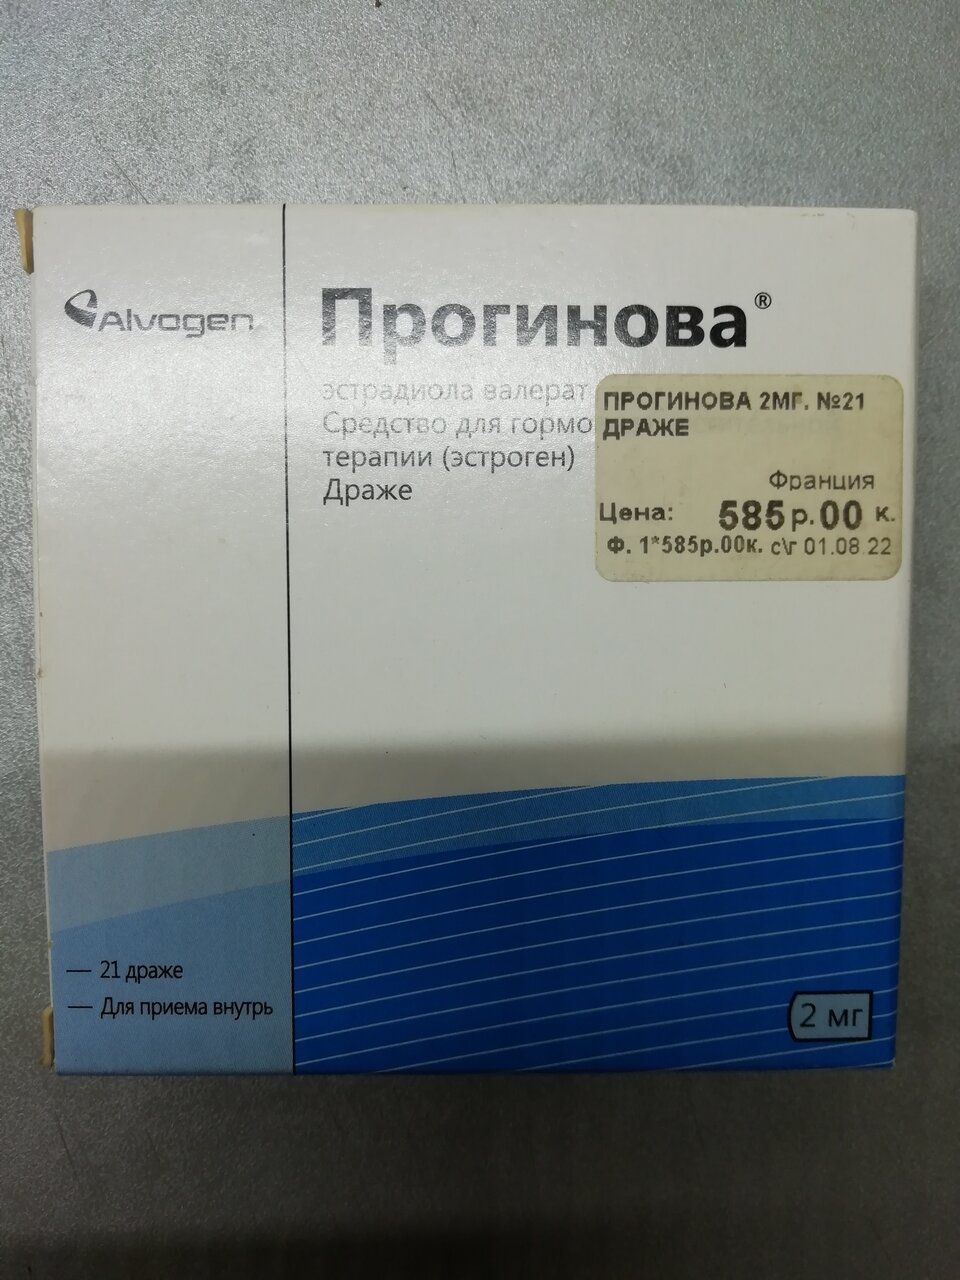 Alvogen
Прогинова®
эстрадиола валерат
Средство для гормо
терапии (эстроген)
Драже
ПРОГИНОВА 2МГ. №21
ДРАЖЕ
Франция
Цена: 585р.00 к.
Ф. 1*585р.00к. с\г 01.08.22
21 драже
Для приема внутрь
2 мг